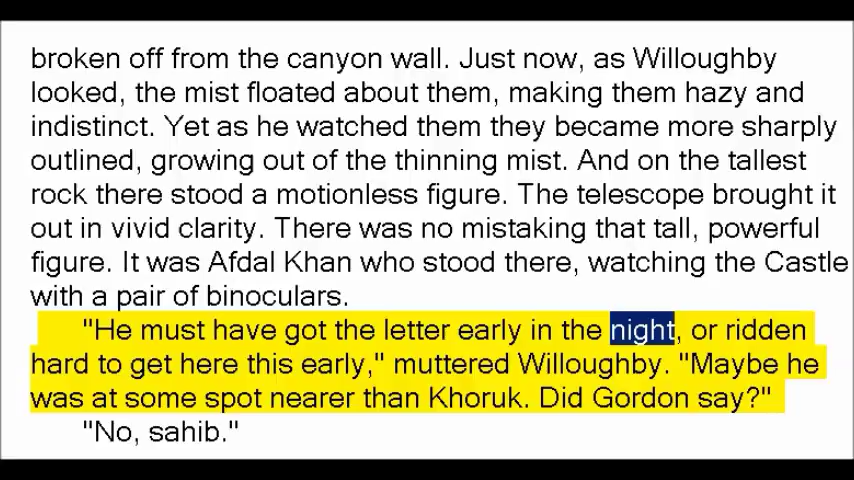 broken off from the canyon wall. Just now, as Willoughby
looked, the mist floated about them, making them hazy and
indistinct. Yet as he watched them they became more sharply
outlined, growing out of the thinning mist. And on the tallest
rock there stood a motionless figure. The telescope brought it
out in vivid clarity. There was no mistaking that tall, powerful
figure. It was Afdal Khan who stood there, watching the Castle
with a pair of binoculars.
"He must have got the letter early in the night, or ridden
hard to get here this early," muttered Willoughby. "Maybe he
was at some spot nearer than Khoruk. Did Gordon say?"
"No, sahib."